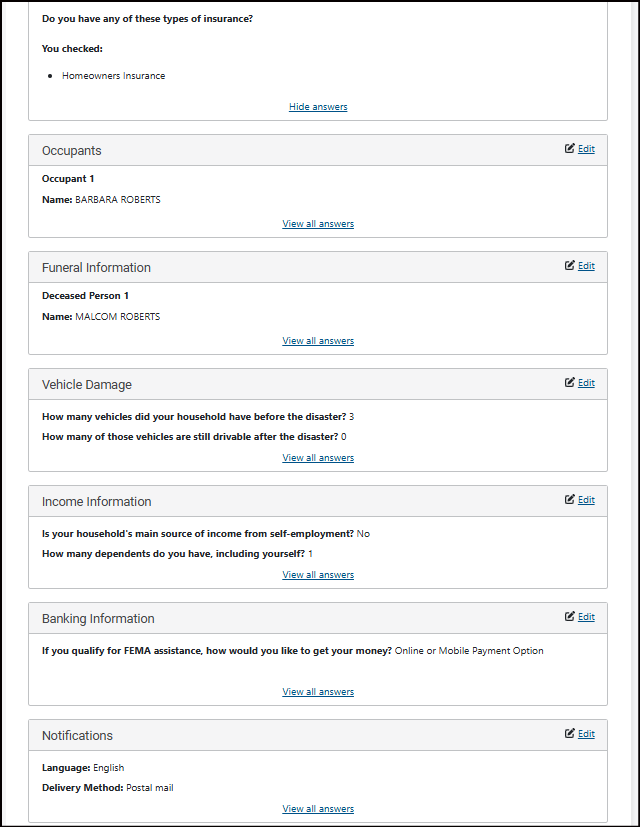 Do you have any of these types of insurance?
You checked:
• Homeowners Insurance
Hide answers
Occupants
Edit
Occupant 1
Name: BARBARA ROBERTS
View all answers
Funeral Information
Edit
Deceased Person 1
Name: MALCOM ROBERTS
View all answers
Vehicle Damage
Edit
How many vehicles did your household have before the disaster? 3
How many of those vehicles are still drivable after the disaster? 0
View all answers
Income Information
Edit
Is your household's main source of income from self-employment? No
How many dependents do you have, including yourself? 1
View all answers
Banking Information
Edit
If you qualify for FEMA assistance, how would you like to get your money? Online or Mobile Payment Option
View all answers
Notifications
Edit
Language: English
Delivery Method: Postal mail
View all answers